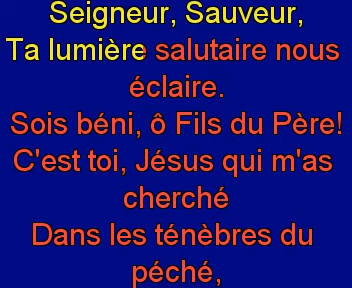 Seigneur, Sauveur,
Ta lumière salutaire nous
éclaire.
Sois béni, ô Fils du Père!
C'est toi, Jésus qui m'as
cherché
Dans les ténèbres du
péché,